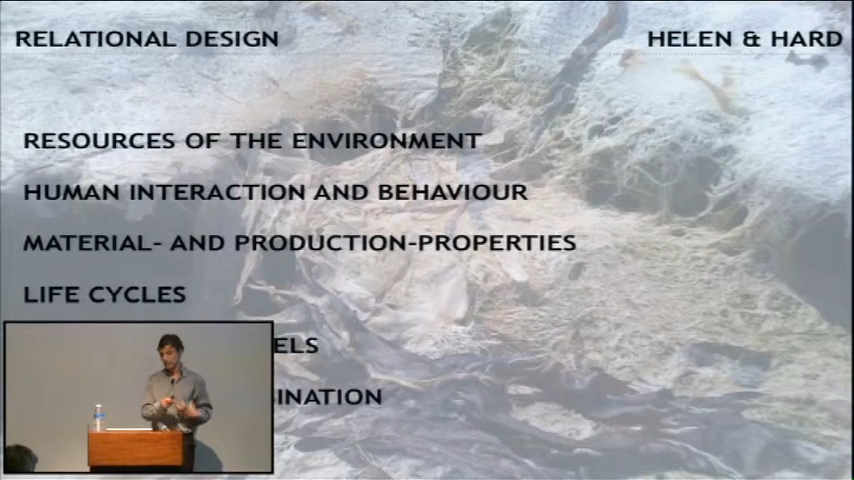 RELATIONAL DESIGN
HELEN & HARD
RESOURCES OF THE ENVIRONMENT
HUMAN INTERACTION AND BEHAVIOUR
MATERIAL- AND PRODUCTION-PROPERTIES
LIFE CYCLES
ELS
INATION